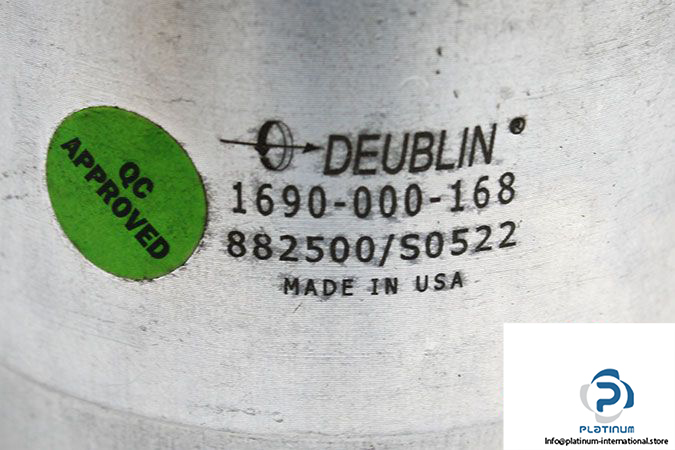 QC
APPROVED
DEUBLIN®
1690-000-168
882500/S0522
MADE IN USA
PLATINUM
Info@platinum-international.store